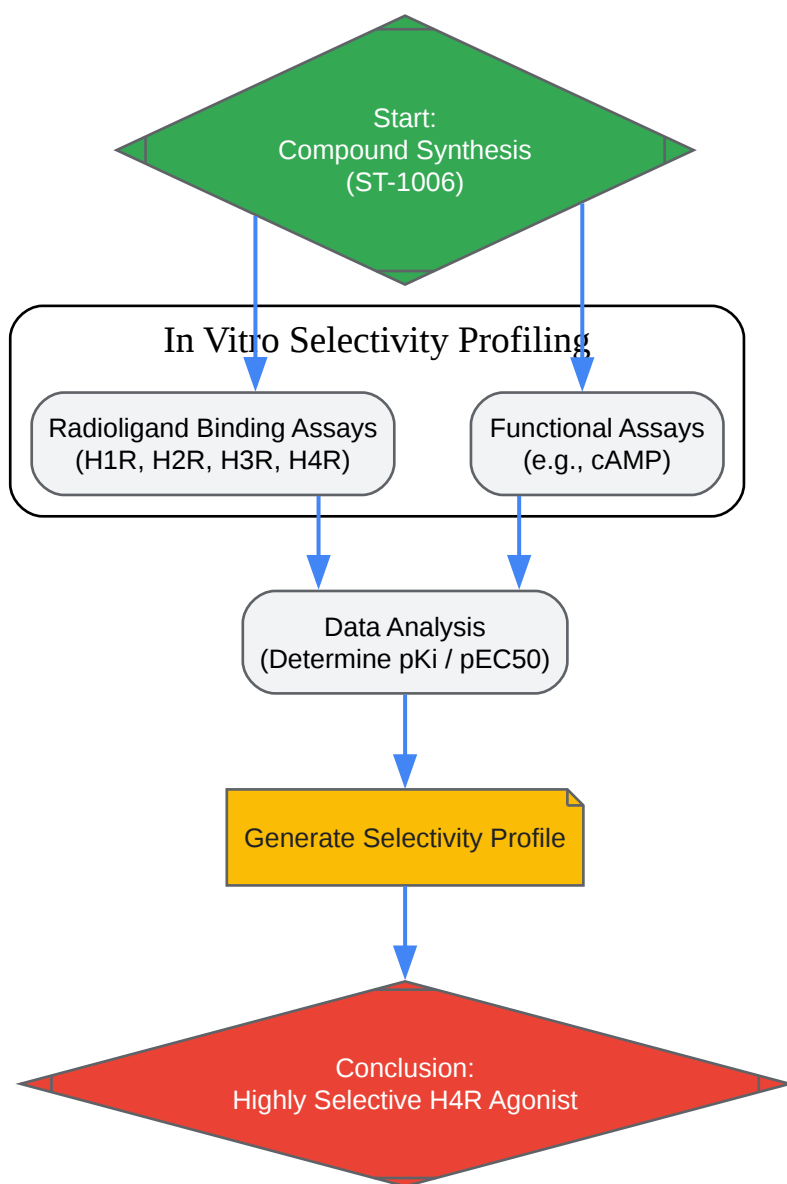 Start:
Compound Synthesis
(ST-1006)
In Vitro Selectivity Profiling
Radioligand Binding Assays
(H1R, H2R, H3R, H4R)
Functional Assays
(e.g., cAMP)
Data Analysis
(Determine pKi / pEC50)
Generate Selectivity Profile
Conclusion:
Highly Selective H4R Agonist